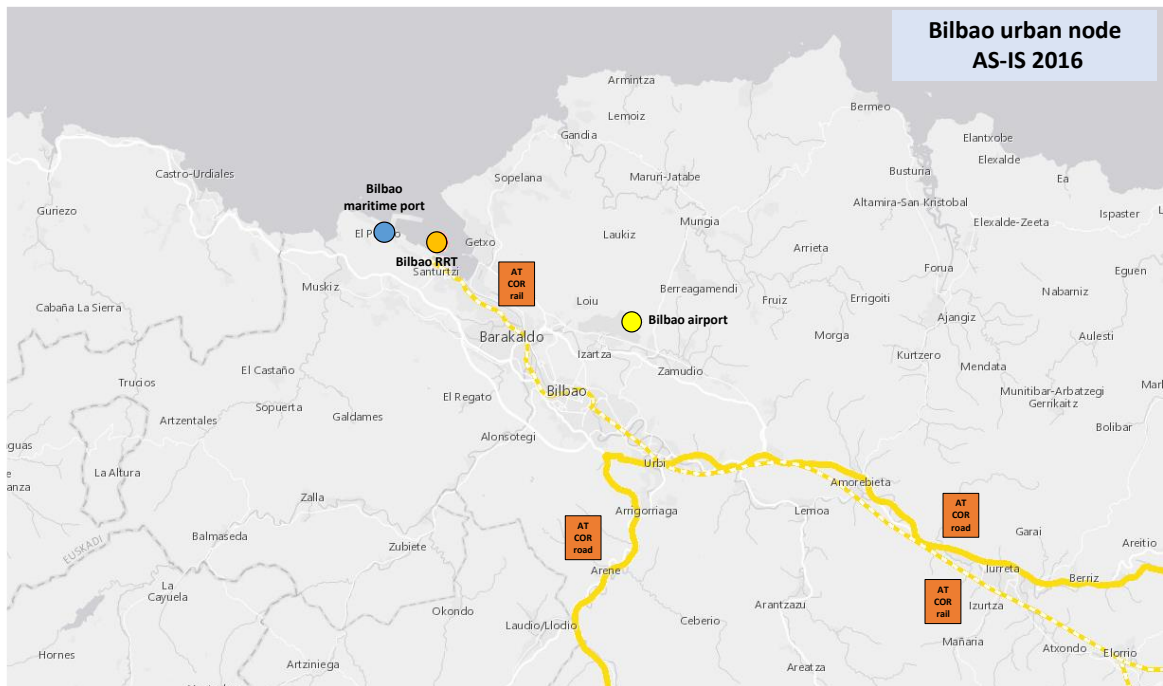 Bilbao urban node
AS-IS 2016
Armintza
Lemoiz
Bermeo
Gandia
Elantxobe
Elexalde
Castro-Urdiales
Sopelana
Maruri-Jatabe
Busturia
Ea
Bilbao
maritime port
Guriezo
Altamira-San Kristobal
Ispaster
Mungia
Elexalde-Zeeta
El P
Getxo
Laukiz
Arrieta
Bilbao RRT
Santurtzi
Forua
Eguen
AT
COR
rail
Muskiz
Berreagamendi
Nabarniz
Loiu
Fruiz
Errigoiti
Cabaña La Sierra
Ajangiz
Bilbao airport
Barakaldo
Morga
Aulesti
Izartza
Kurtzero
Mendata
El Castaño
Zamudio
Trucios
Bilbao
Munitibar-Arbatzegi
Gerrikaitz
El Regato
Sopuerta
Artzentales
Galdames
Bolibar
Alonsotegi
guas
Urbi
La Altura
anza
Amorebieta
Zalla
Arrigorriaga
Lemoa
AT
COR
road
AT
COR
road
Garai
Balmaseda
Zubiete
Areitio
EUSKADI
Arene
Iurreta
Berriz
La
Cayuela
AT
COR
rail
Arantzazu
Izurtza
Okondo
Laudio/Llodio
Ceberio
Mañaria
Atxondo
Elorrio
Hornes
Artziniega
Areatza